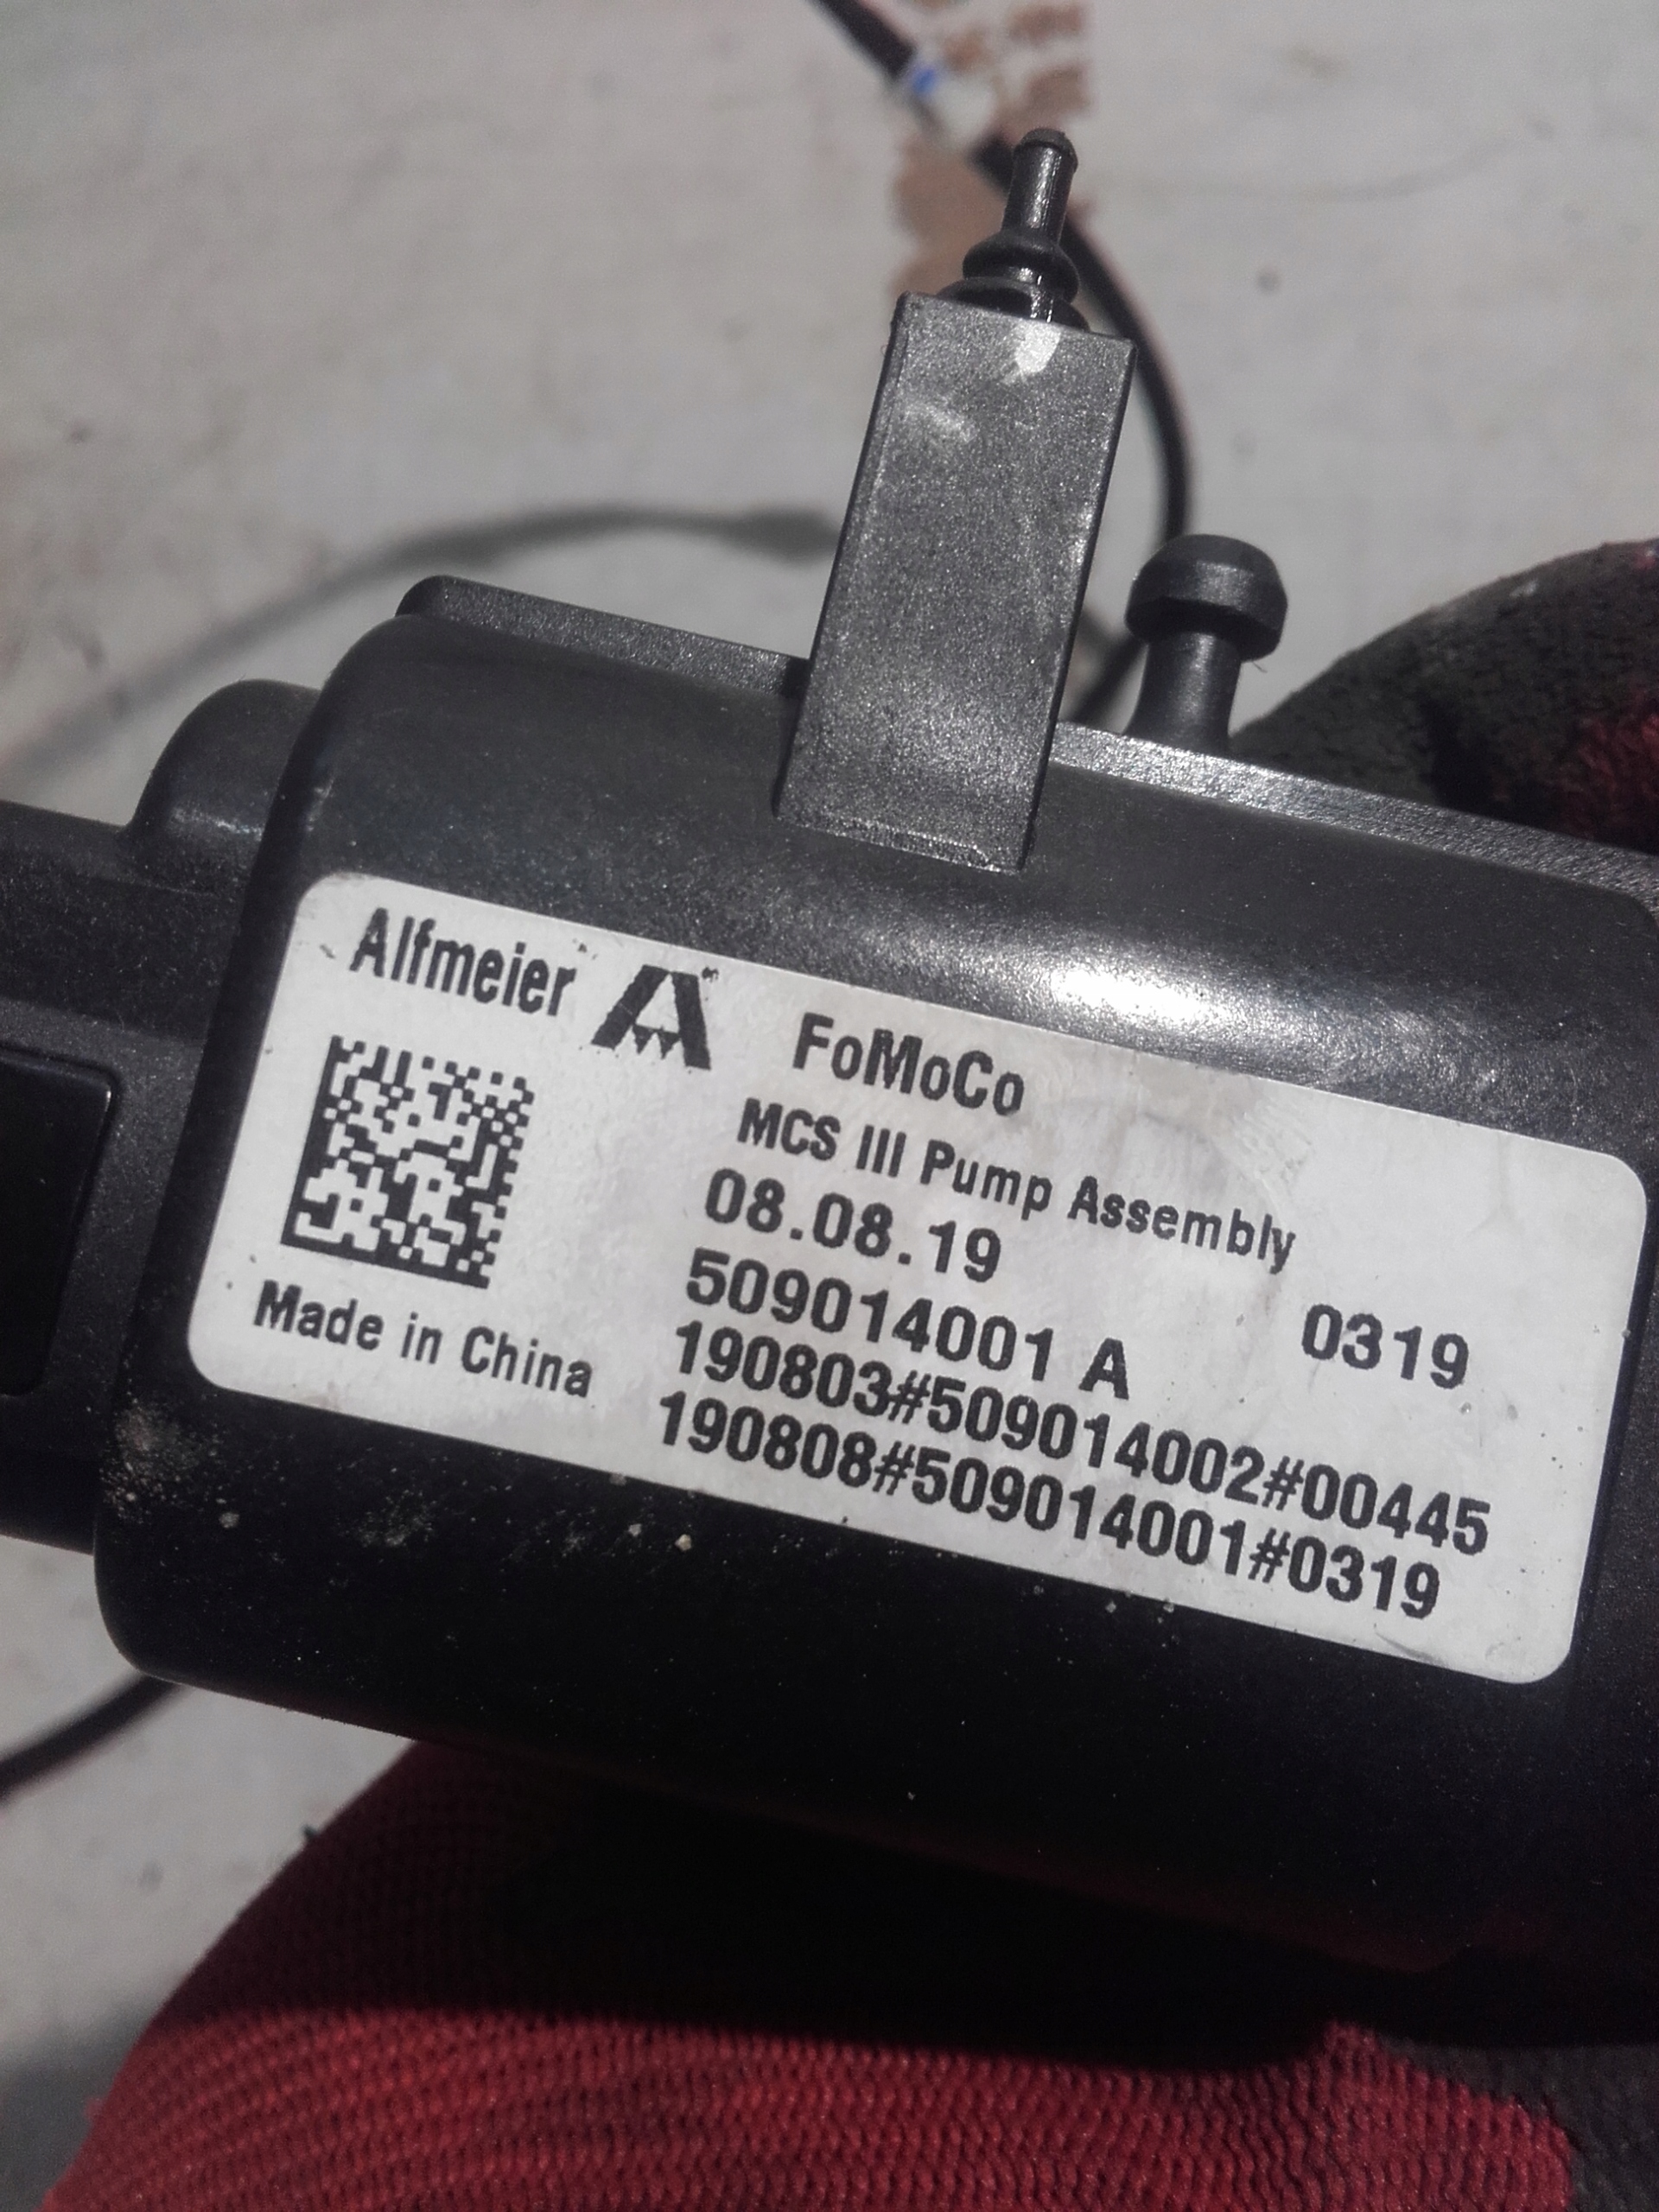 Alfmeier
FoMoCo
MCS III Pump Assembly
08.08.19
0319
509014001 A
190803#509014002#00445
190808#509014001#0319
Made in China